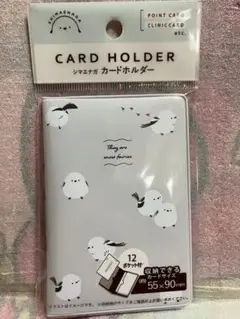 SHIMAENAGA
POINT CARD
CLINIC CARD
etc.
CARD HOLDER
シマエナガ カードホルダー
They are
snow fairies
12
ポケット付
収納できる
カードサイズ
約
55×90mm